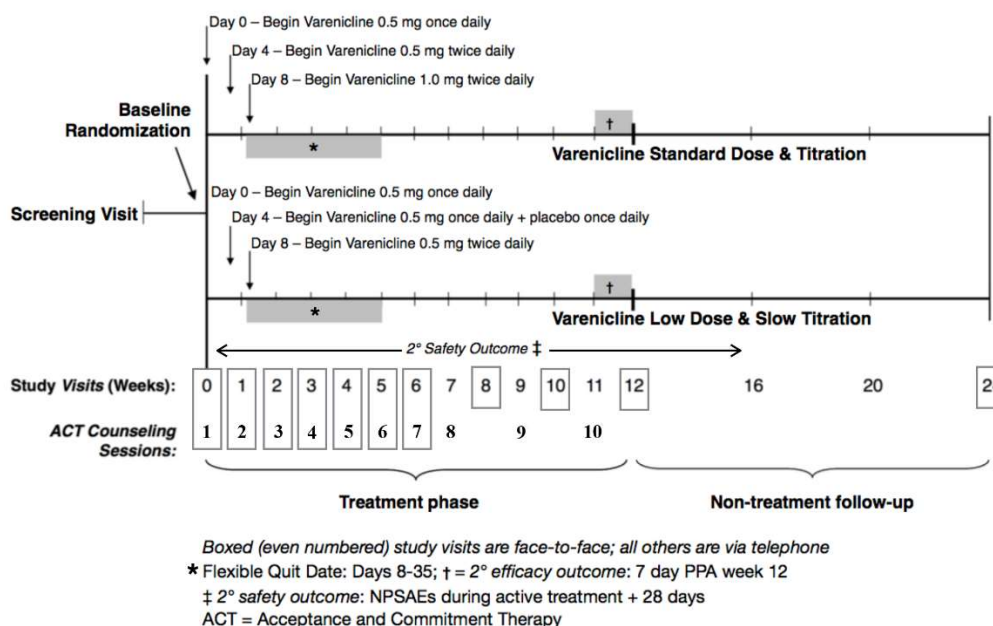 Day 0 – Begin Varenicline 0.5 mg once daily
Day 4 – Begin Varenicline 0.5 mg twice daily
Day 8 – Begin Varenicline 1.0 mg twice daily
Baseline
Randomization
†
*
Varenicline Standard Dose & Titration
Day 0 – Begin Varenicline 0.5 mg once daily
Screening Visit
Day 4 – Begin Varenicline 0.5 mg once daily + placebo once daily
Day 8 – Begin Varenicline 0.5 mg twice daily
†
*
Varenicline Low Dose & Slow Titration
2° Safety Outcome ‡
Study Visits (Weeks): 0 1 2 3 4 5 6 7 8 9 10 11 12 16 20
ACT Counseling 1 2 3 4 5 6 7 8 9 10
Sessions:
Treatment phase Non-treatment follow-up
Boxed (even numbered) study visits are face-to-face; all others are via telephone
* Flexible Quit Date: Days 8-35; † = 2° efficacy outcome: 7 day PPA week 12
‡ 2° safety outcome: NPSAEs during active treatment + 28 days
ACT = Acceptance and Commitment Therapy